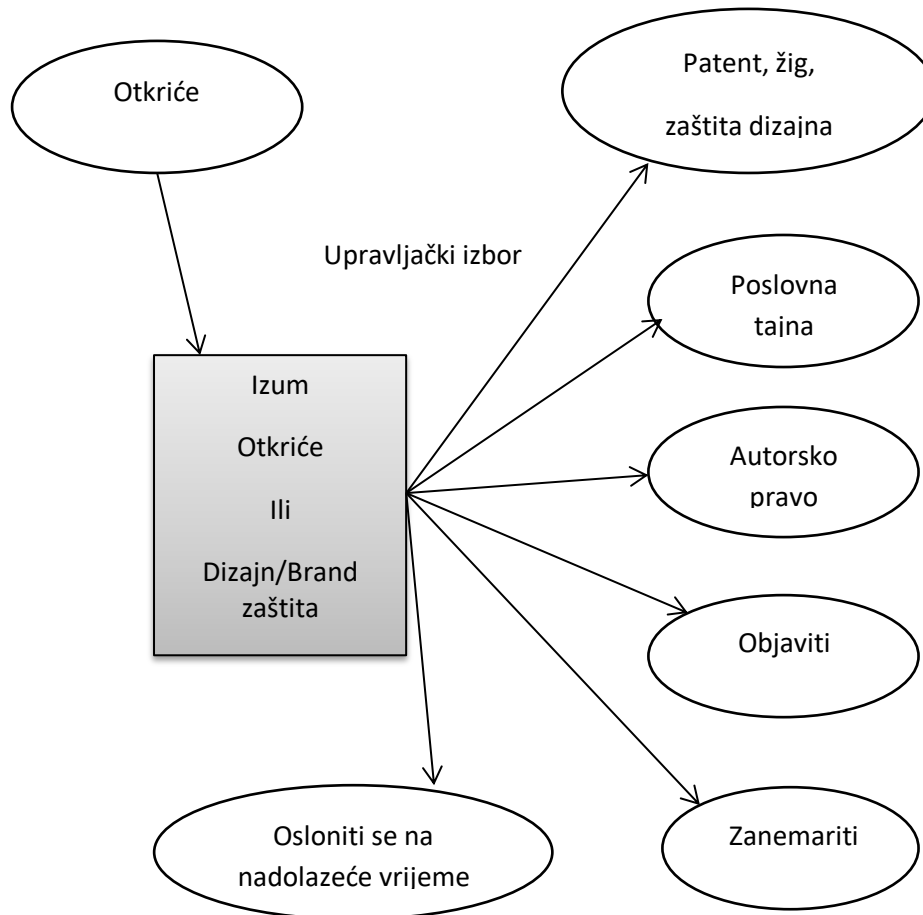 Otkriće
Patent, žig,
zaštita dizajna
Upravljački izbor
Poslovna
tajna
Izum
Otkriće
Ili
Dizajn/Brand
zaštita
Autorsko
pravo
Objaviti
Osloniti se na
nadolazeće vrijeme
Zanemariti